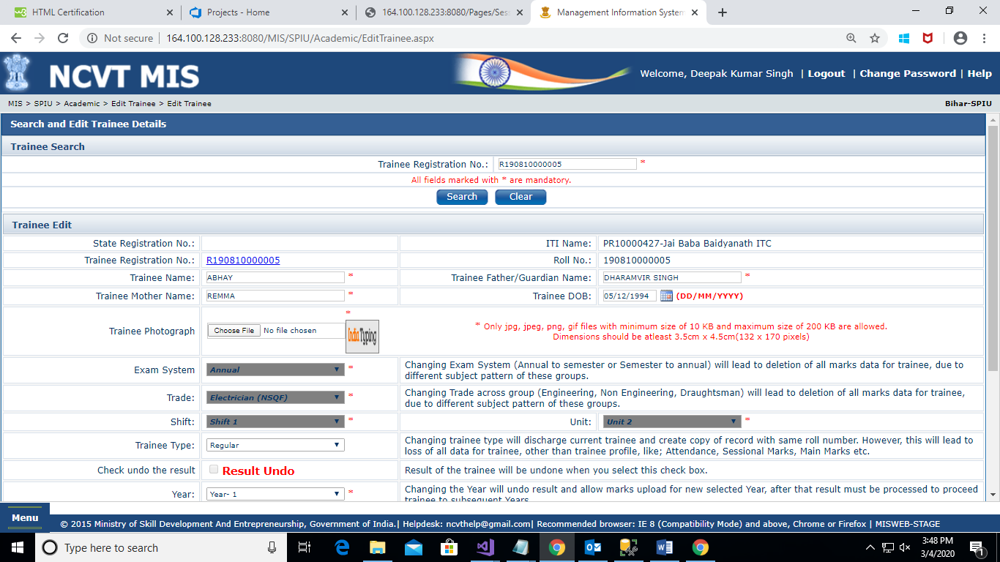 HTML Certification
Projects - Home
164.100.128.233:8080/Pages/Ses
Management Information System
Not secure | 164.100.128.233:8080/MIS/SPIU/Academic/EditTrainee.aspx
NCVT MIS
Welcome, Deepak Kumar Singh | Logout | Change Password | Help
MIS > SPIU > Academic > Edit Trainee > Edit Trainee
Bihar-SPIU
Search and Edit Trainee Details
Trainee Search
Trainee Registration No.: R190810000005 *
All fields marked with * are mandatory.
Search Clear
Trainee Edit
State Registration No.:
ITI Name: PR10000427-Jai Baba Baidyanath ITC
Trainee Registration No.: R190810000005
Roll No.: 190810000005
Trainee Name: ABHAY *
Trainee Father/Guardian Name: DHARAMVIR SINGH *
Trainee Mother Name: REMMA *
Trainee DOB: 05/12/1994 (DD/MM/YYYY)
Trainee Photograph Choose File No file chosen *
India Typing
* Only jpg, jpeg, png, gif files with minimum size of 10 KB and maximum size of 200 KB are allowed.
Dimensions should be atleast 3.5cm x 4.5cm(132 x 170 pixels)
Exam System Annual *
Changing Exam System (Annual to semester or Semester to annual) will lead to deletion of all marks data for trainee, due to
different subject pattern of these groups.
Trade: Electrician (NSQF) *
Changing Trade across group (Engineering, Non Engineering, Draughtsman) will lead to deletion of all marks data for trainee,
due to different subject pattern of these groups.
Shift: Shift 1 *
Unit: Unit 2 *
Trainee Type: Regular
Changing trainee type will discharge current trainee and create copy of record with same roll number. However, this will lead to
loss of all data for trainee, other than trainee profile, like; Attendance, Sessional Marks, Main Marks etc.
Check undo the result Result Undo
Result of the trainee will be undone when you select this check box.
Year: Year- 1 *
Changing the Year will undo result and allow marks upload for new selected Year, after that result must be processed to proceed
trainee to subsequent Years
Menu
© 2015 Ministry of Skill Development And Entrepreneurship, Government of India.| Helpdesk: ncvthelp@gmail.com| Recommended browser: IE 8 (Compatibility Mode) and above, Chrome or Firefox | MISWEB-STAGE
Type here to search
3:48 PM
3/4/2020
1